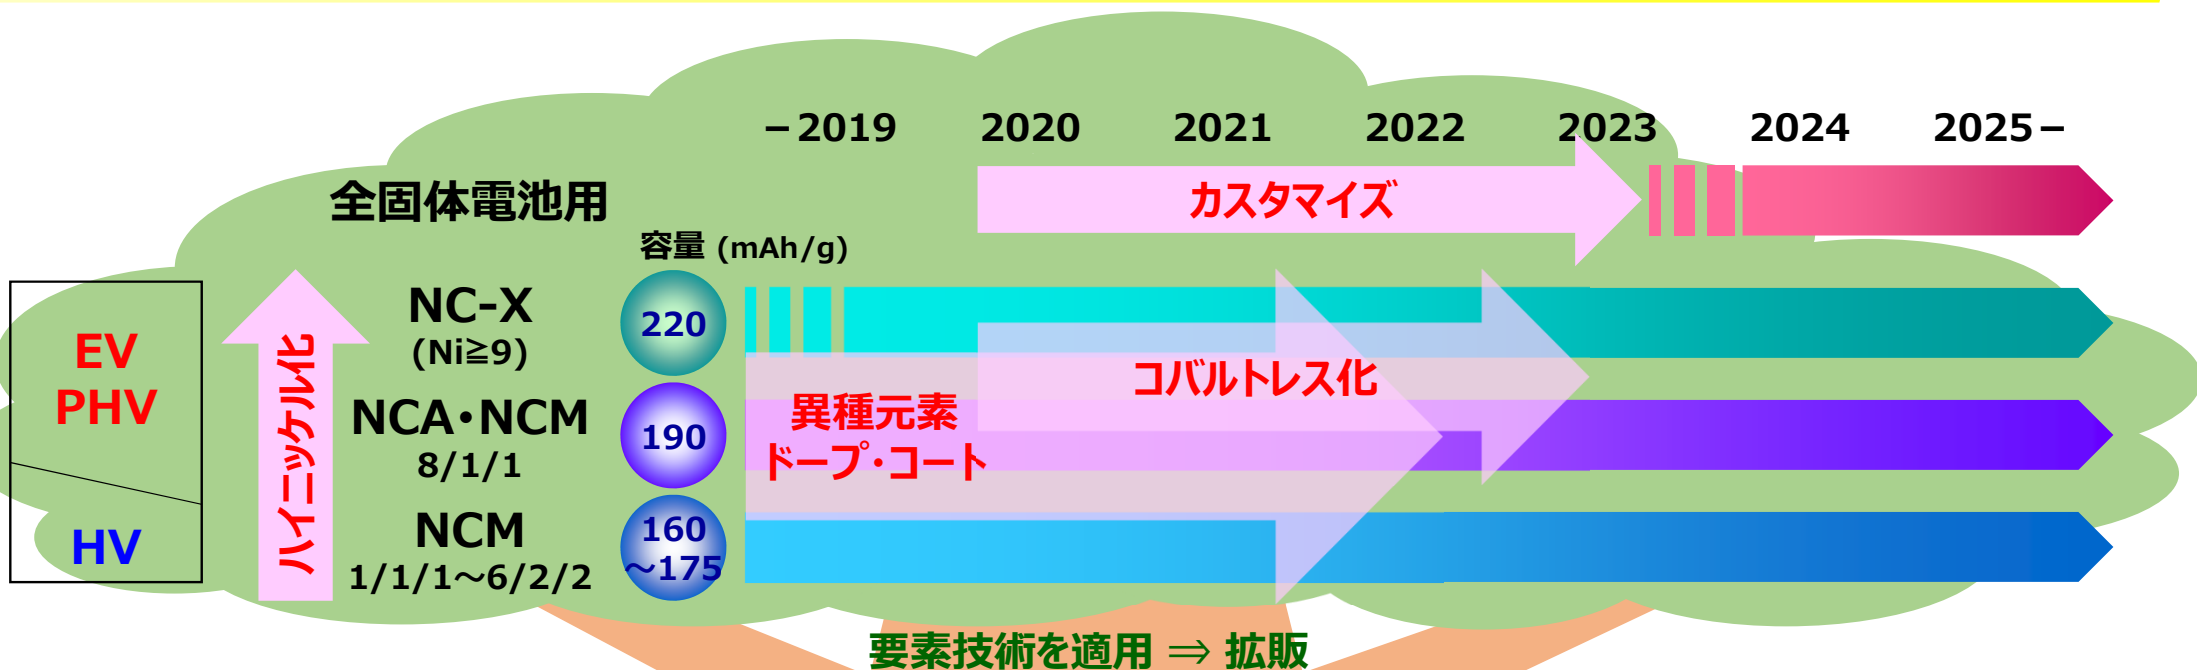 －2019 2020 2021 2022 2023 2024 2025－
全固体電池用
カスタマイズ
容量 (mAh/g)
EV
PHV
HV
ハイニッケル化
NC-X
(Ni≧9)
220
コバルトレス化
NCA・NCM
8/1/1
190
異種元素
ドープ・コート
NCM
1/1/1～6/2/2
160
～175
要素技術を適用 ⇒ 拡販